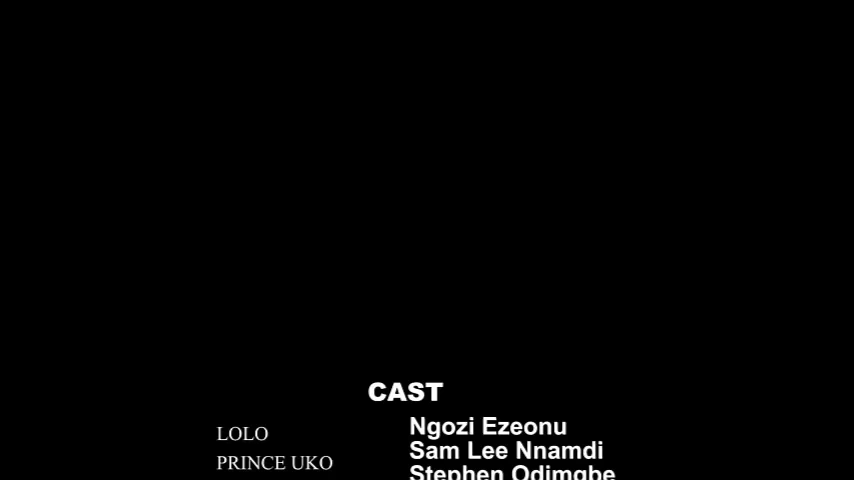 CAST
LOLO
Ngozi Ezeonu
PRINCE UKO
Sam Lee Nnamdi
Stephen Odimgbe